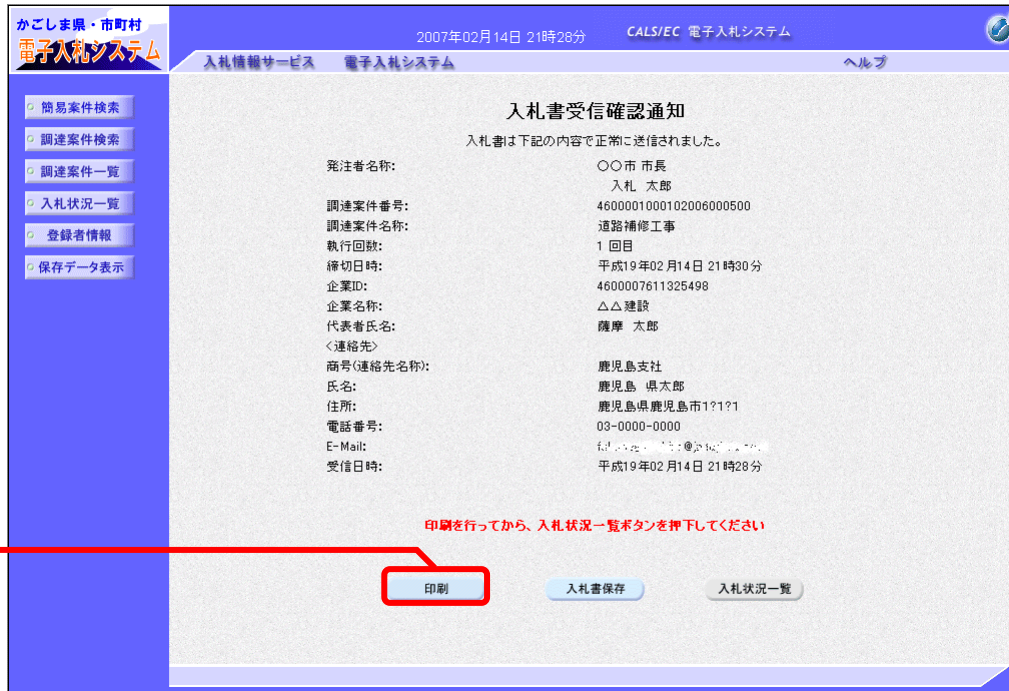 かごしま県・市町村
電子入札システム
2007年02月14日 21時28分
CALS/EC 電子入札システム
入札情報サービス
電子入札システム
ヘルプ
簡易案件検索
調達案件検索
調達案件一覧
入札状況一覧
登録者情報
保存データ表示
入札書受信確認通知
入札書は下記の内容で正常に送信されました。
発注者名称: 〇〇市 市長
入札 太郎
調達案件番号: 4600001000102006000500
調達案件名称: 道路補修工事
執行回数: 1 回目
締切日時: 平成19年02月14日 21時30分
企業ID: 4600007611325498
企業名称: △△建設
代表者氏名: 薩摩 太郎
<連絡先>
商号(連絡先名称): 鹿児島支社
氏名: 鹿児島 県太郎
住所: 鹿児島県鹿児島市1?1?1
電話番号: 03-0000-0000
E-Mail:
受信日時: 平成19年02月14日 21時28分
印刷を行ってから、入札状況一覧ボタンを押下してください
印刷
入札書保存
入札状況一覧